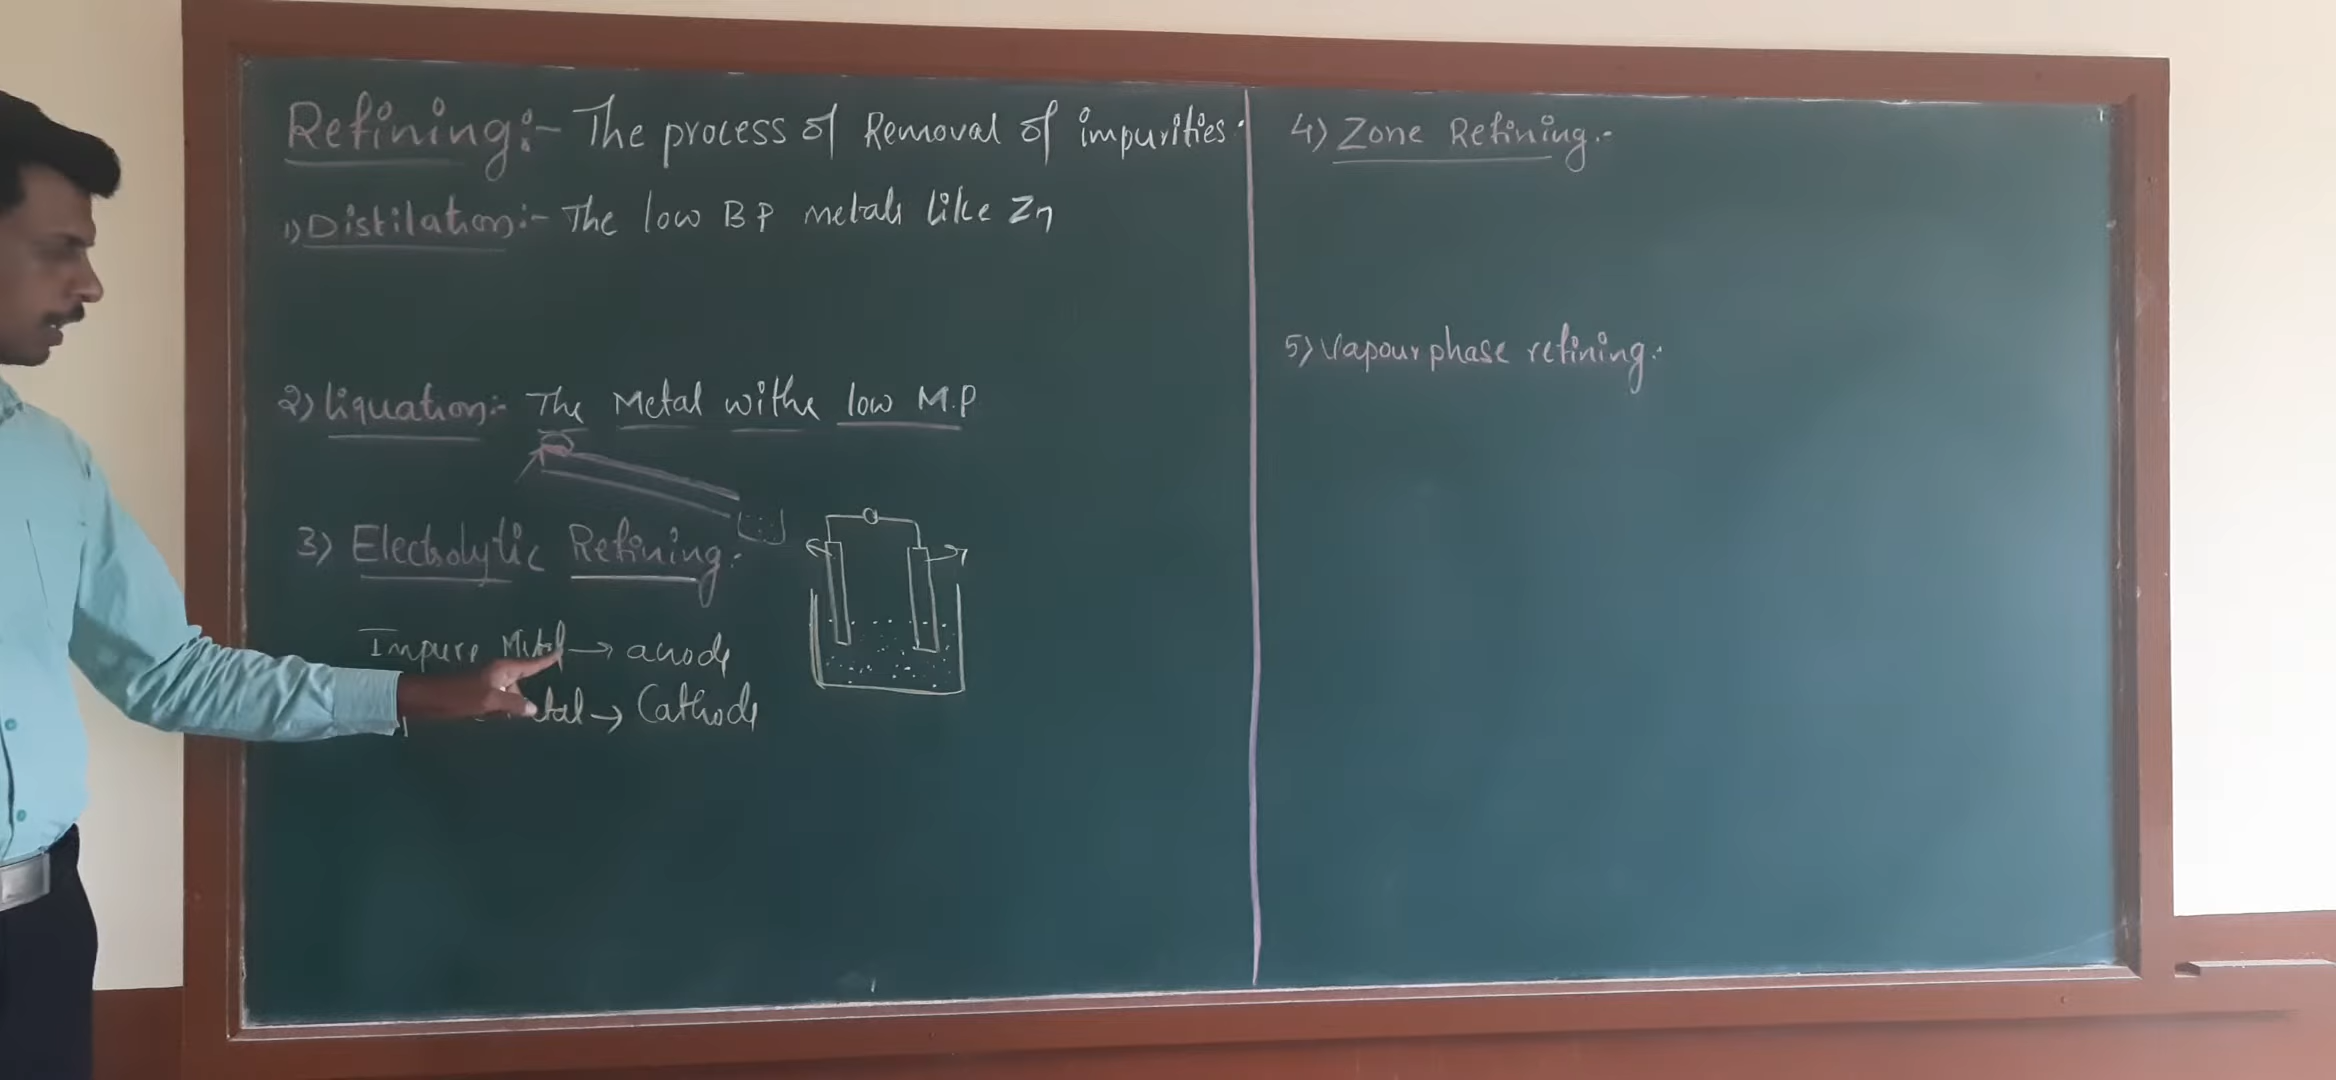 Refining:- The process of Removal of impurities.
1) Distilation:- The low BP metals like Zn
2) liquation:- The Metal withe low M.P
3) Electrolytic Refining:
Impure Metal → anode
→ Cathode
4) Zone Refining:-
5) Vapour phase refining:-